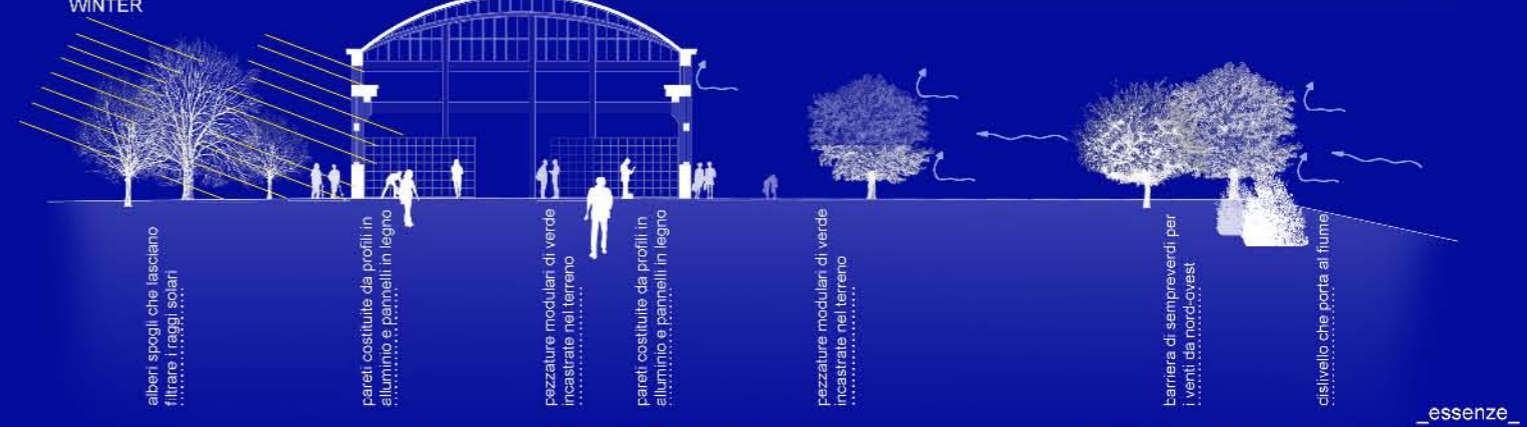 WINTER
alberi spogli che lasciano
filtrare i raggi solari
pareti costituite da profili in
alluminio e pannelli in legno
pezzature modulari di verde
incastrate nel terreno
pareti costituite da profili in
alluminio e pannelli in legno
pezzature modulari di verde
incastrate nel terreno
barriera di sempreverdi per
i venti da nord-ovest
dislivello che porta al fiume
_essenze_